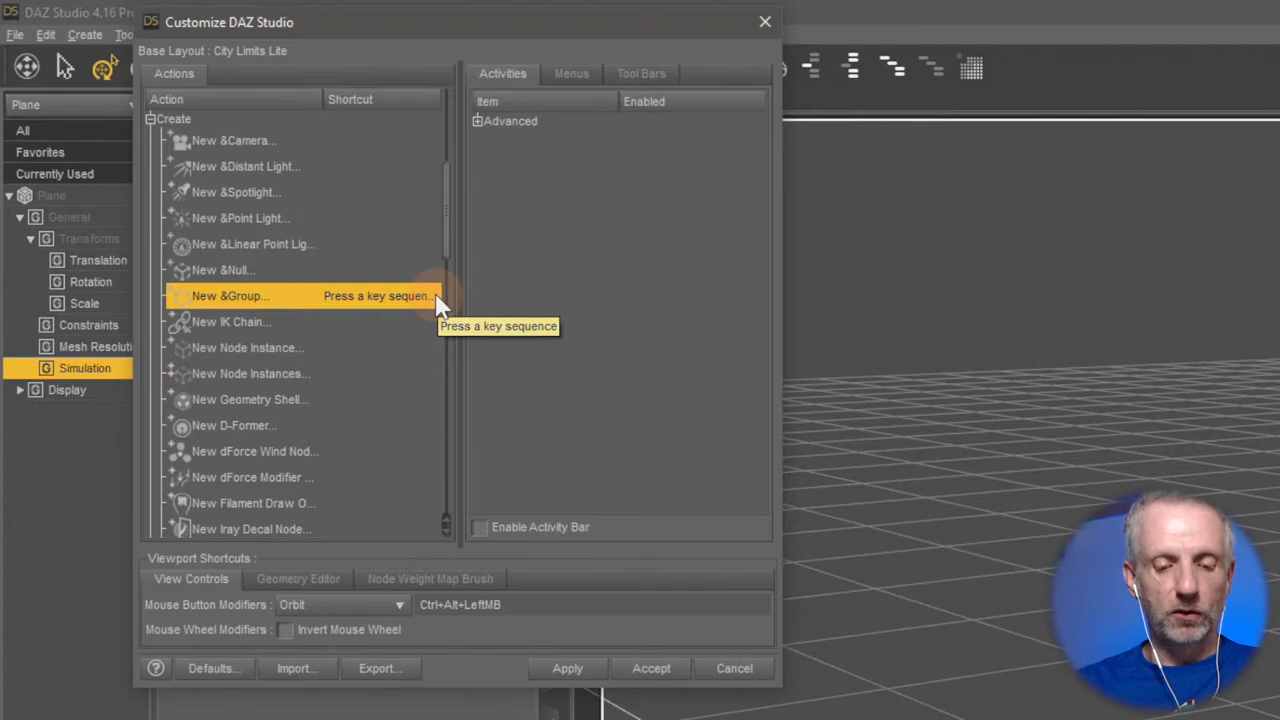 DS DAZ Studio 4.16 Pr
File Edit Create Too
Plane
All
Favorites
Currently Used
Plane
G General
G Transforms
G Translation
G Rotation
G Scale
G Constraints
G Mesh Resoluti
G Simulation
G Display
DS Customize DAZ Studio
Base Layout : City Limits Lite
Actions
Action Shortcut
Create
New &Camera...
New &Distant Light...
New &Spotlight...
New &Point Light...
New &Linear Point Lig...
New &Null...
New &Group... Press a key sequen...
Press a key sequence
New IK Chain...
New Node Instance...
New Node Instances...
New Geometry Shell...
New D-Former...
New dForce Wind Nod...
New dForce Modifier ...
New Filament Draw O...
New Iray Decal Node...
Activities Menus Tool Bars
Item Enabled
Advanced
Enable Activity Bar
Viewport Shortcuts :
View Controls Geometry Editor Node Weight Map Brush
Mouse Button Modifiers : Orbit Ctrl+Alt+LeftMB
Mouse Wheel Modifiers : Invert Mouse Wheel
? Defaults... Import... Export... Apply Accept Cancel